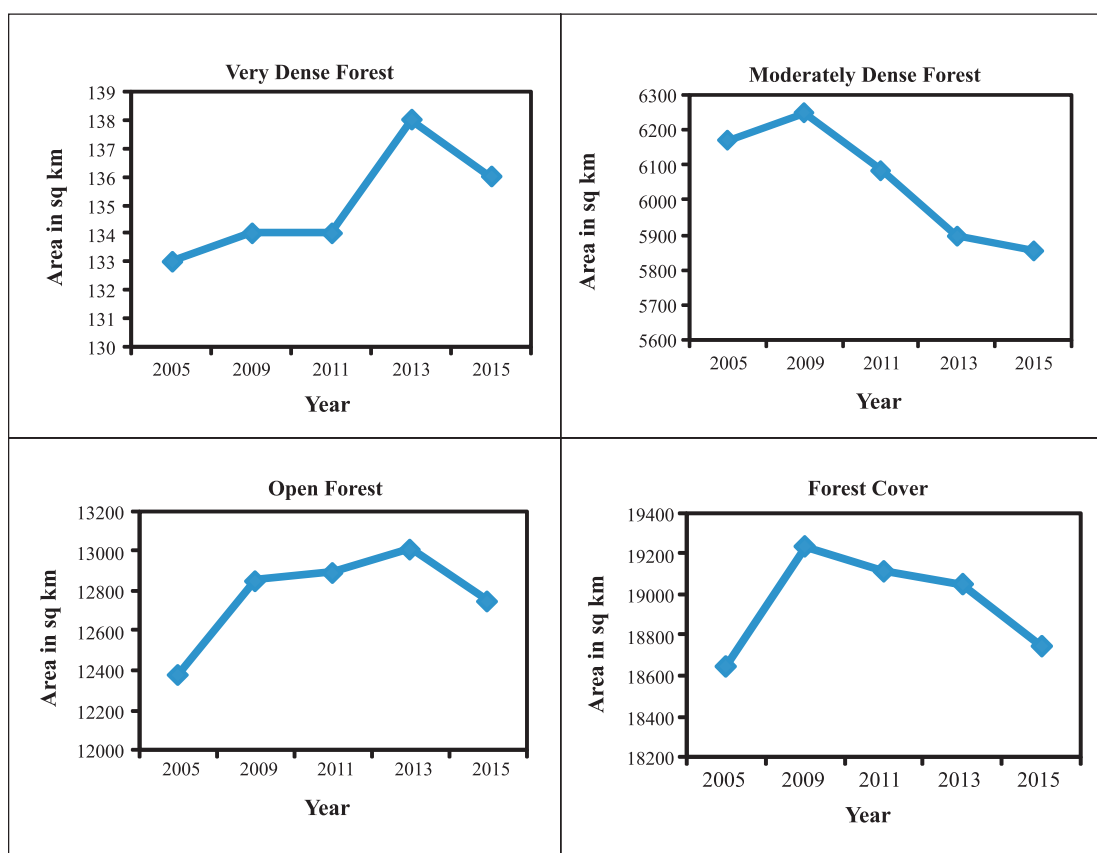 Very Dense Forest
139
138
137
136
135
134
133
132
131
130
Area in sq km
2005 2009 2011 2013 2015
Year
Moderately Dense Forest
6300
6200
6100
6000
5900
5800
5700
5600
Area in sq km
2005 2009 2011 2013 2015
Year
Open Forest
13200
13000
12800
12600
12400
12200
12000
Area in sq km
2005 2009 2011 2013 2015
Year
Forest Cover
19400
19200
19000
18800
18600
18400
18200
Area in sq km
2005 2009 2011 2013 2015
Year